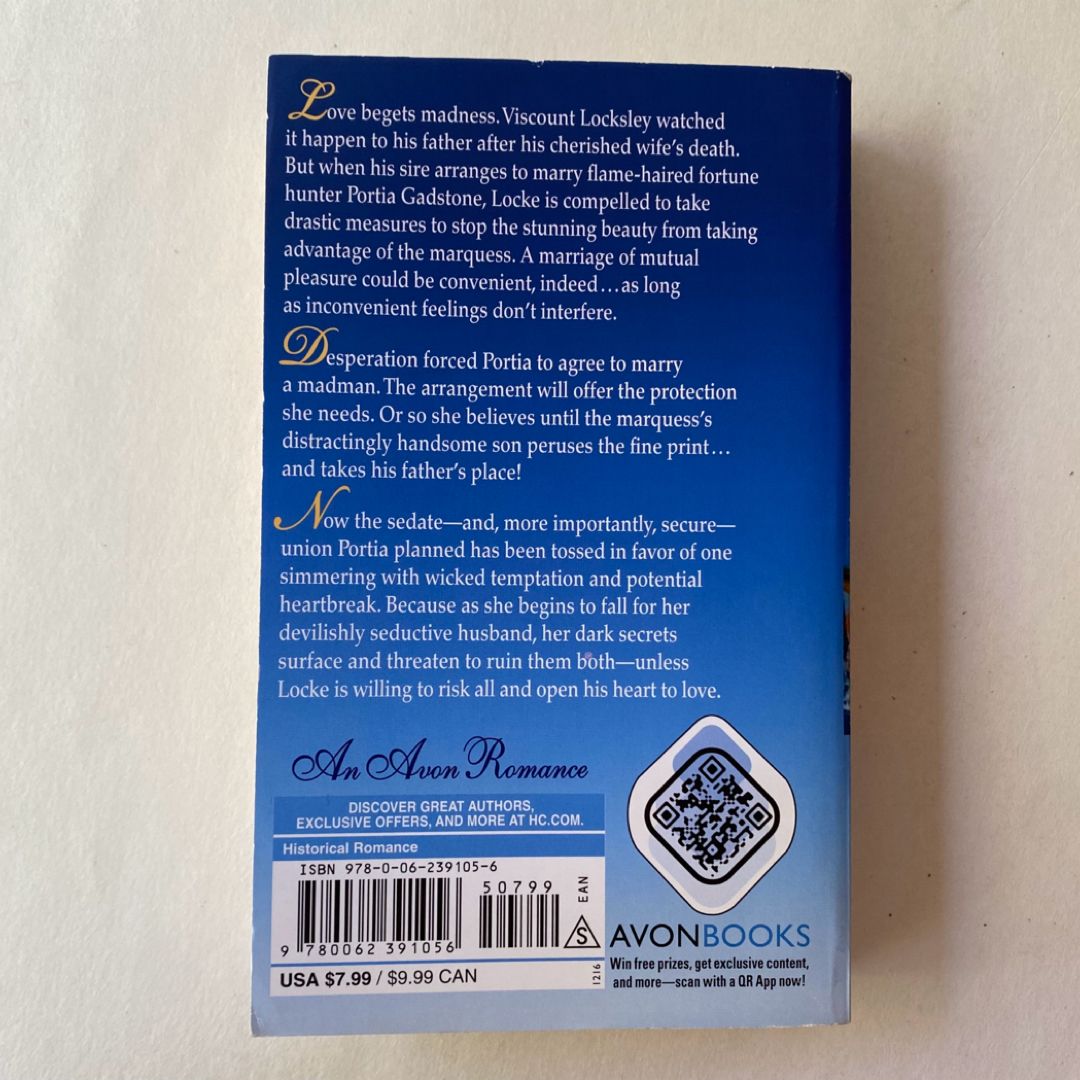 Love begets madness. Viscount Locksley watched
it happen to his father after his cherished wife's death.
But when his sire arranges to marry flame-haired fortune
hunter Portia Gadstone, Locke is compelled to take
drastic measures to stop the stunning beauty from taking
advantage of the marquess. A marriage of mutual
pleasure could be convenient, indeed…as long
as inconvenient feelings don't interfere.
Desperation forced Portia to agree to marry
a madman. The arrangement will offer the protection
she needs. Or so she believes until the marquess's
distractingly handsome son peruses the fine print…
and takes his father's place!
Now the sedate—and, more importantly, secure—
union Portia planned has been tossed in favor of one
simmering with wicked temptation and potential
heartbreak. Because as she begins to fall for her
devilishly seductive husband, her dark secrets
surface and threaten to ruin them both—unless
Locke is willing to risk all and open his heart to love.
An Avon Romance
DISCOVER GREAT AUTHORS,
EXCLUSIVE OFFERS, AND MORE AT HC.COM.
Historical Romance
ISBN 978-0-06-239105-6
50799
EAN
S
9 780062 391056
USA $7.99 / $9.99 CAN
1216
AVONBOOKS
Win free prizes, get exclusive content,
and more—scan with a QR App now!